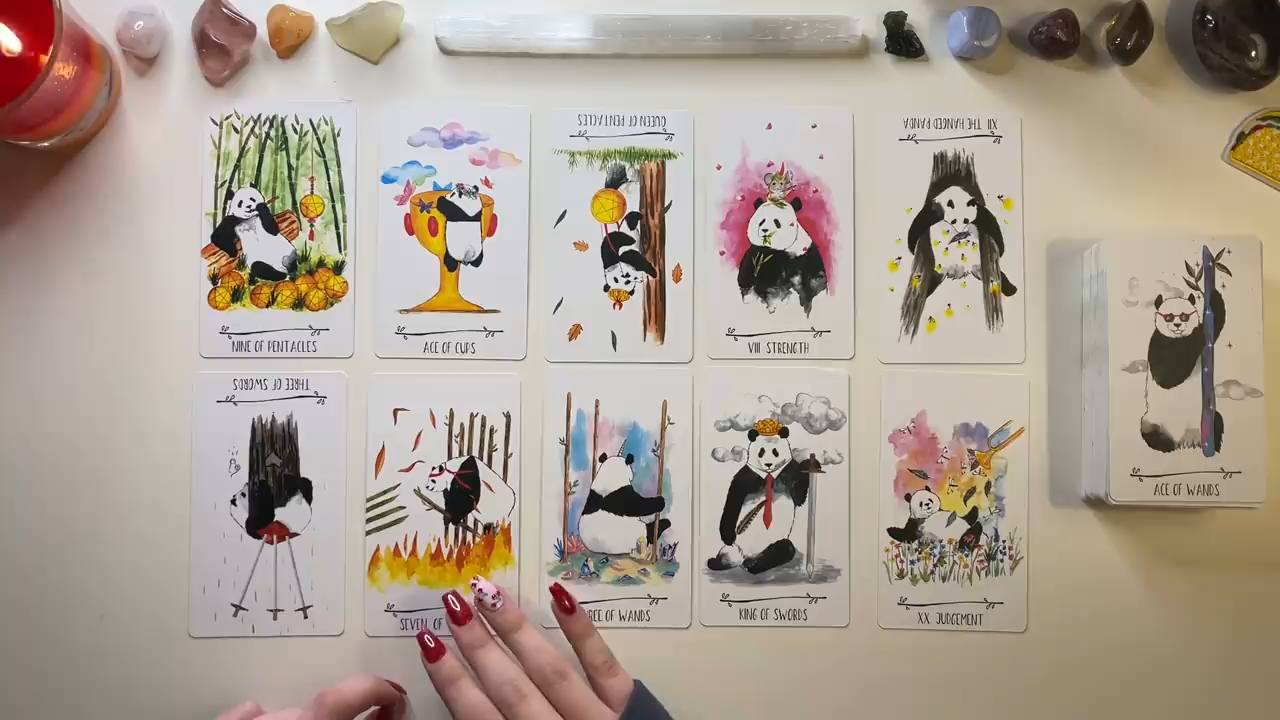 NINE OF PENTACLES
ACE OF CUPS
QUEEN OF PENTACLES
VIII STRENGTH
XII THE HANGED PANDA
ACE OF WANDS
THREE OF SWORDS
SEVEN OF
REE OF WANDS
KING OF SWORDS
XX JUDGEMENT